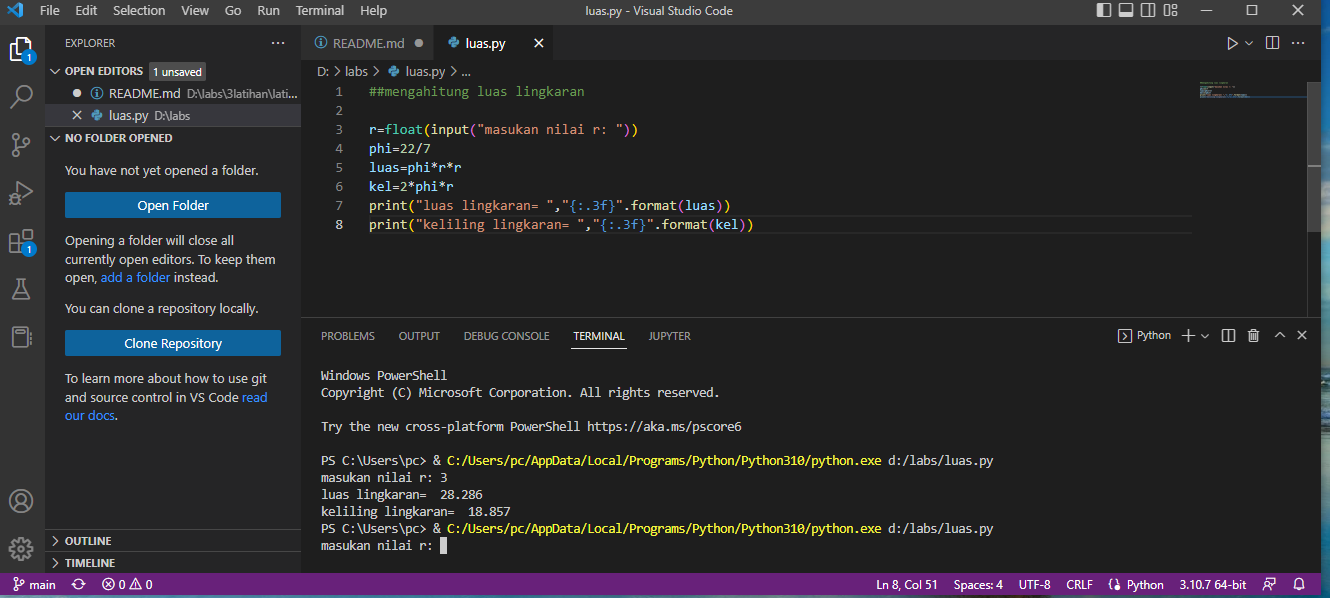 File Edit Selection View Go Run Terminal Help
luas.py - Visual Studio Code
EXPLORER
OPEN EDITORS 1 unsaved
README.md D:\labs\3latihan\lati...
luas.py D:\labs
NO FOLDER OPENED
You have not yet opened a folder.
Open Folder
Opening a folder will close all
currently open editors. To keep them
open, add a folder instead.
You can clone a repository locally.
Clone Repository
To learn more about how to use git
and source control in VS Code read
our docs.
OUTLINE
TIMELINE
1
1
README.md
luas.py
D: > labs > luas.py > ...
1 ##mengahitung luas lingkaran
2
3 r=float(input("masukan nilai r: "))
4 phi=22/7
5 luas=phi*r*r
6 kel=2*phi*r
7 print("luas lingkaran= ","{:.3f}".format(luas))
8 print("keliling lingkaran= ","{:.3f}".format(kel))
PROBLEMS OUTPUT DEBUG CONSOLE TERMINAL JUPYTER
Python
Windows PowerShell
Copyright (C) Microsoft Corporation. All rights reserved.
Try the new cross-platform PowerShell https://aka.ms/pscore6
PS C:\Users\pc> & C:/Users/pc/AppData/Local/Programs/Python/Python310/python.exe d:/labs/luas.py
masukan nilai r: 3
luas lingkaran=  28.286
keliling lingkaran=  18.857
PS C:\Users\pc> & C:/Users/pc/AppData/Local/Programs/Python/Python310/python.exe d:/labs/luas.py
masukan nilai r:
main 0 0
Ln 8, Col 51 Spaces: 4 UTF-8 CRLF Python 3.10.7 64-bit